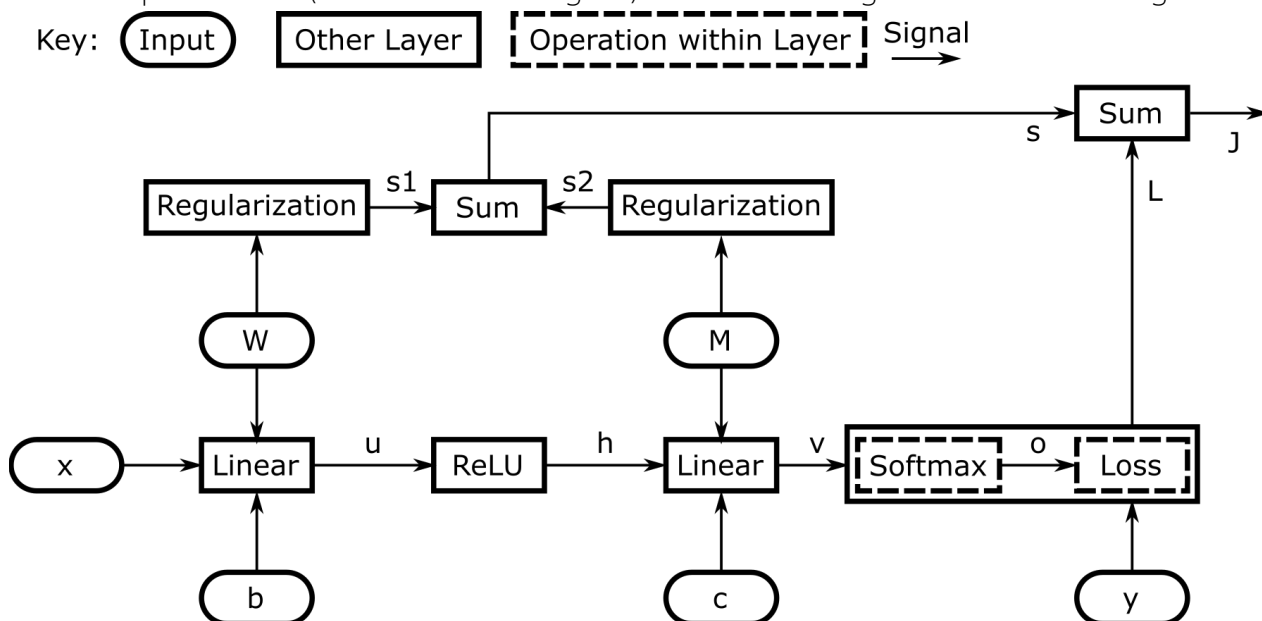 Key: Input Other Layer Operation within Layer Signal
Sum
s
J
L
Regularization s1 Sum s2 Regularization
W M
u h v o
x Linear ReLU Linear Softmax Loss
b c y